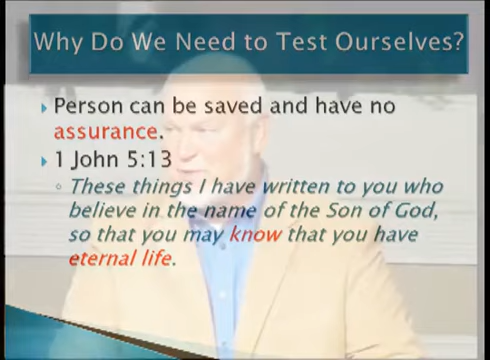 Why Do We Need to Test Ourselves?
Person can be saved and have no
assurance.
1 John 5:13
These things I have written to you who
believe in the name of the Son of God,
so that you may know that you have
eternal life.